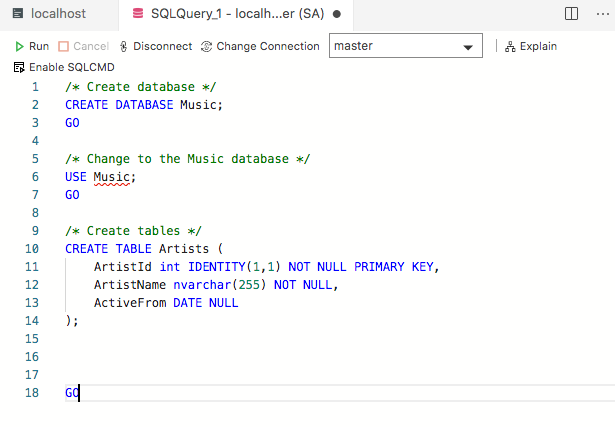 localhost
SQLQuery_1 - localh...er (SA)
Run Cancel Disconnect Change Connection master Explain
Enable SQLCMD
1 /* Create database */
2 CREATE DATABASE Music;
3 GO
4
5 /* Change to the Music database */
6 USE Music;
7 GO
8
9 /* Create tables */
10 CREATE TABLE Artists (
11 ArtistId int IDENTITY(1,1) NOT NULL PRIMARY KEY,
12 ArtistName nvarchar(255) NOT NULL,
13 ActiveFrom DATE NULL
14 );
15
16
17
18 GO